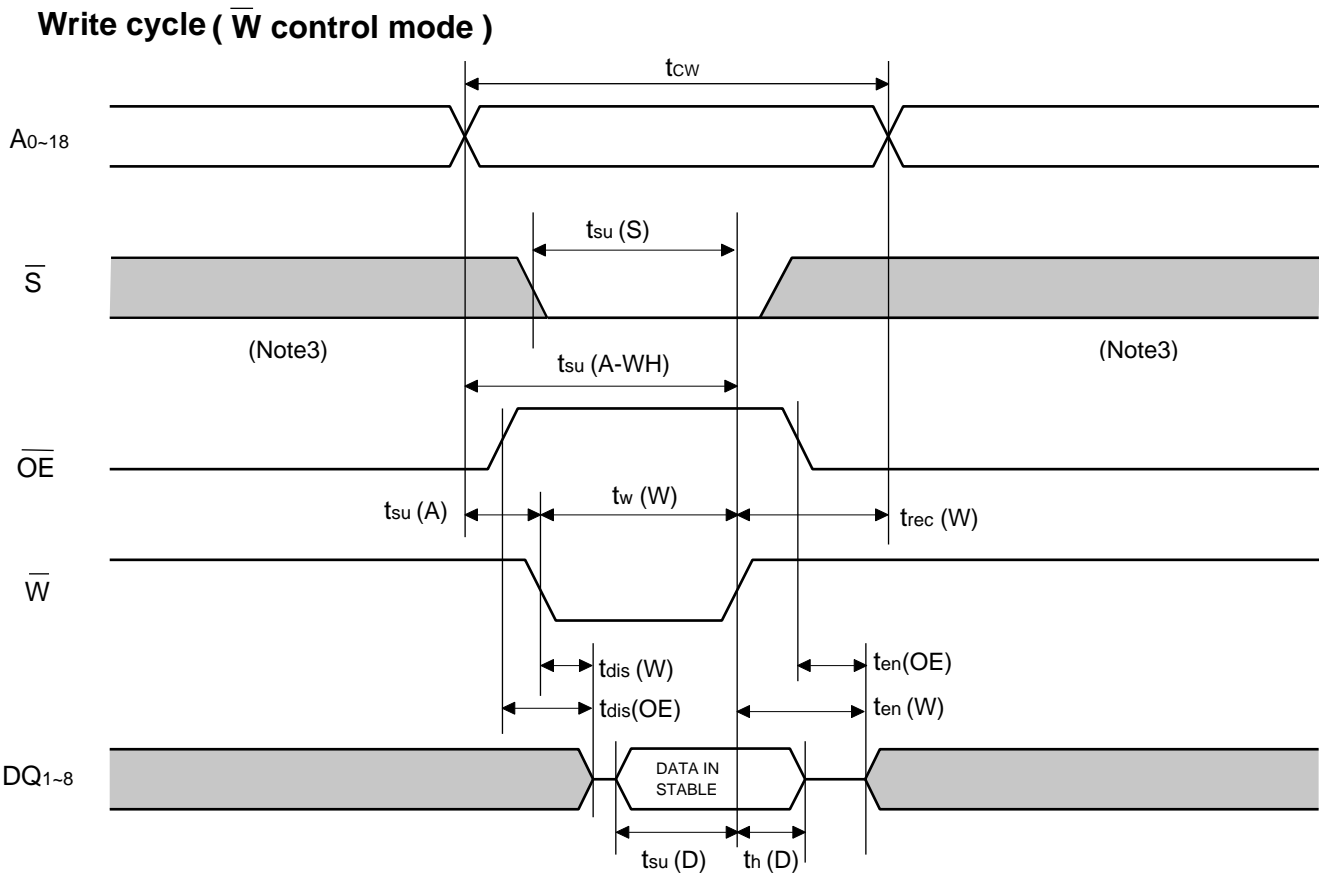 Write cycle ( W̅ control mode )
tCW
A0~18
tsu (S)
S̅
(Note3)
(Note3)
tsu (A-WH)
O̅E̅
tsu (A)
tw (W)
trec (W)
W̅
tdis (W)
ten(OE)
tdis(OE)
ten (W)
DQ1~8
DATA IN
STABLE
tsu (D)
th (D)